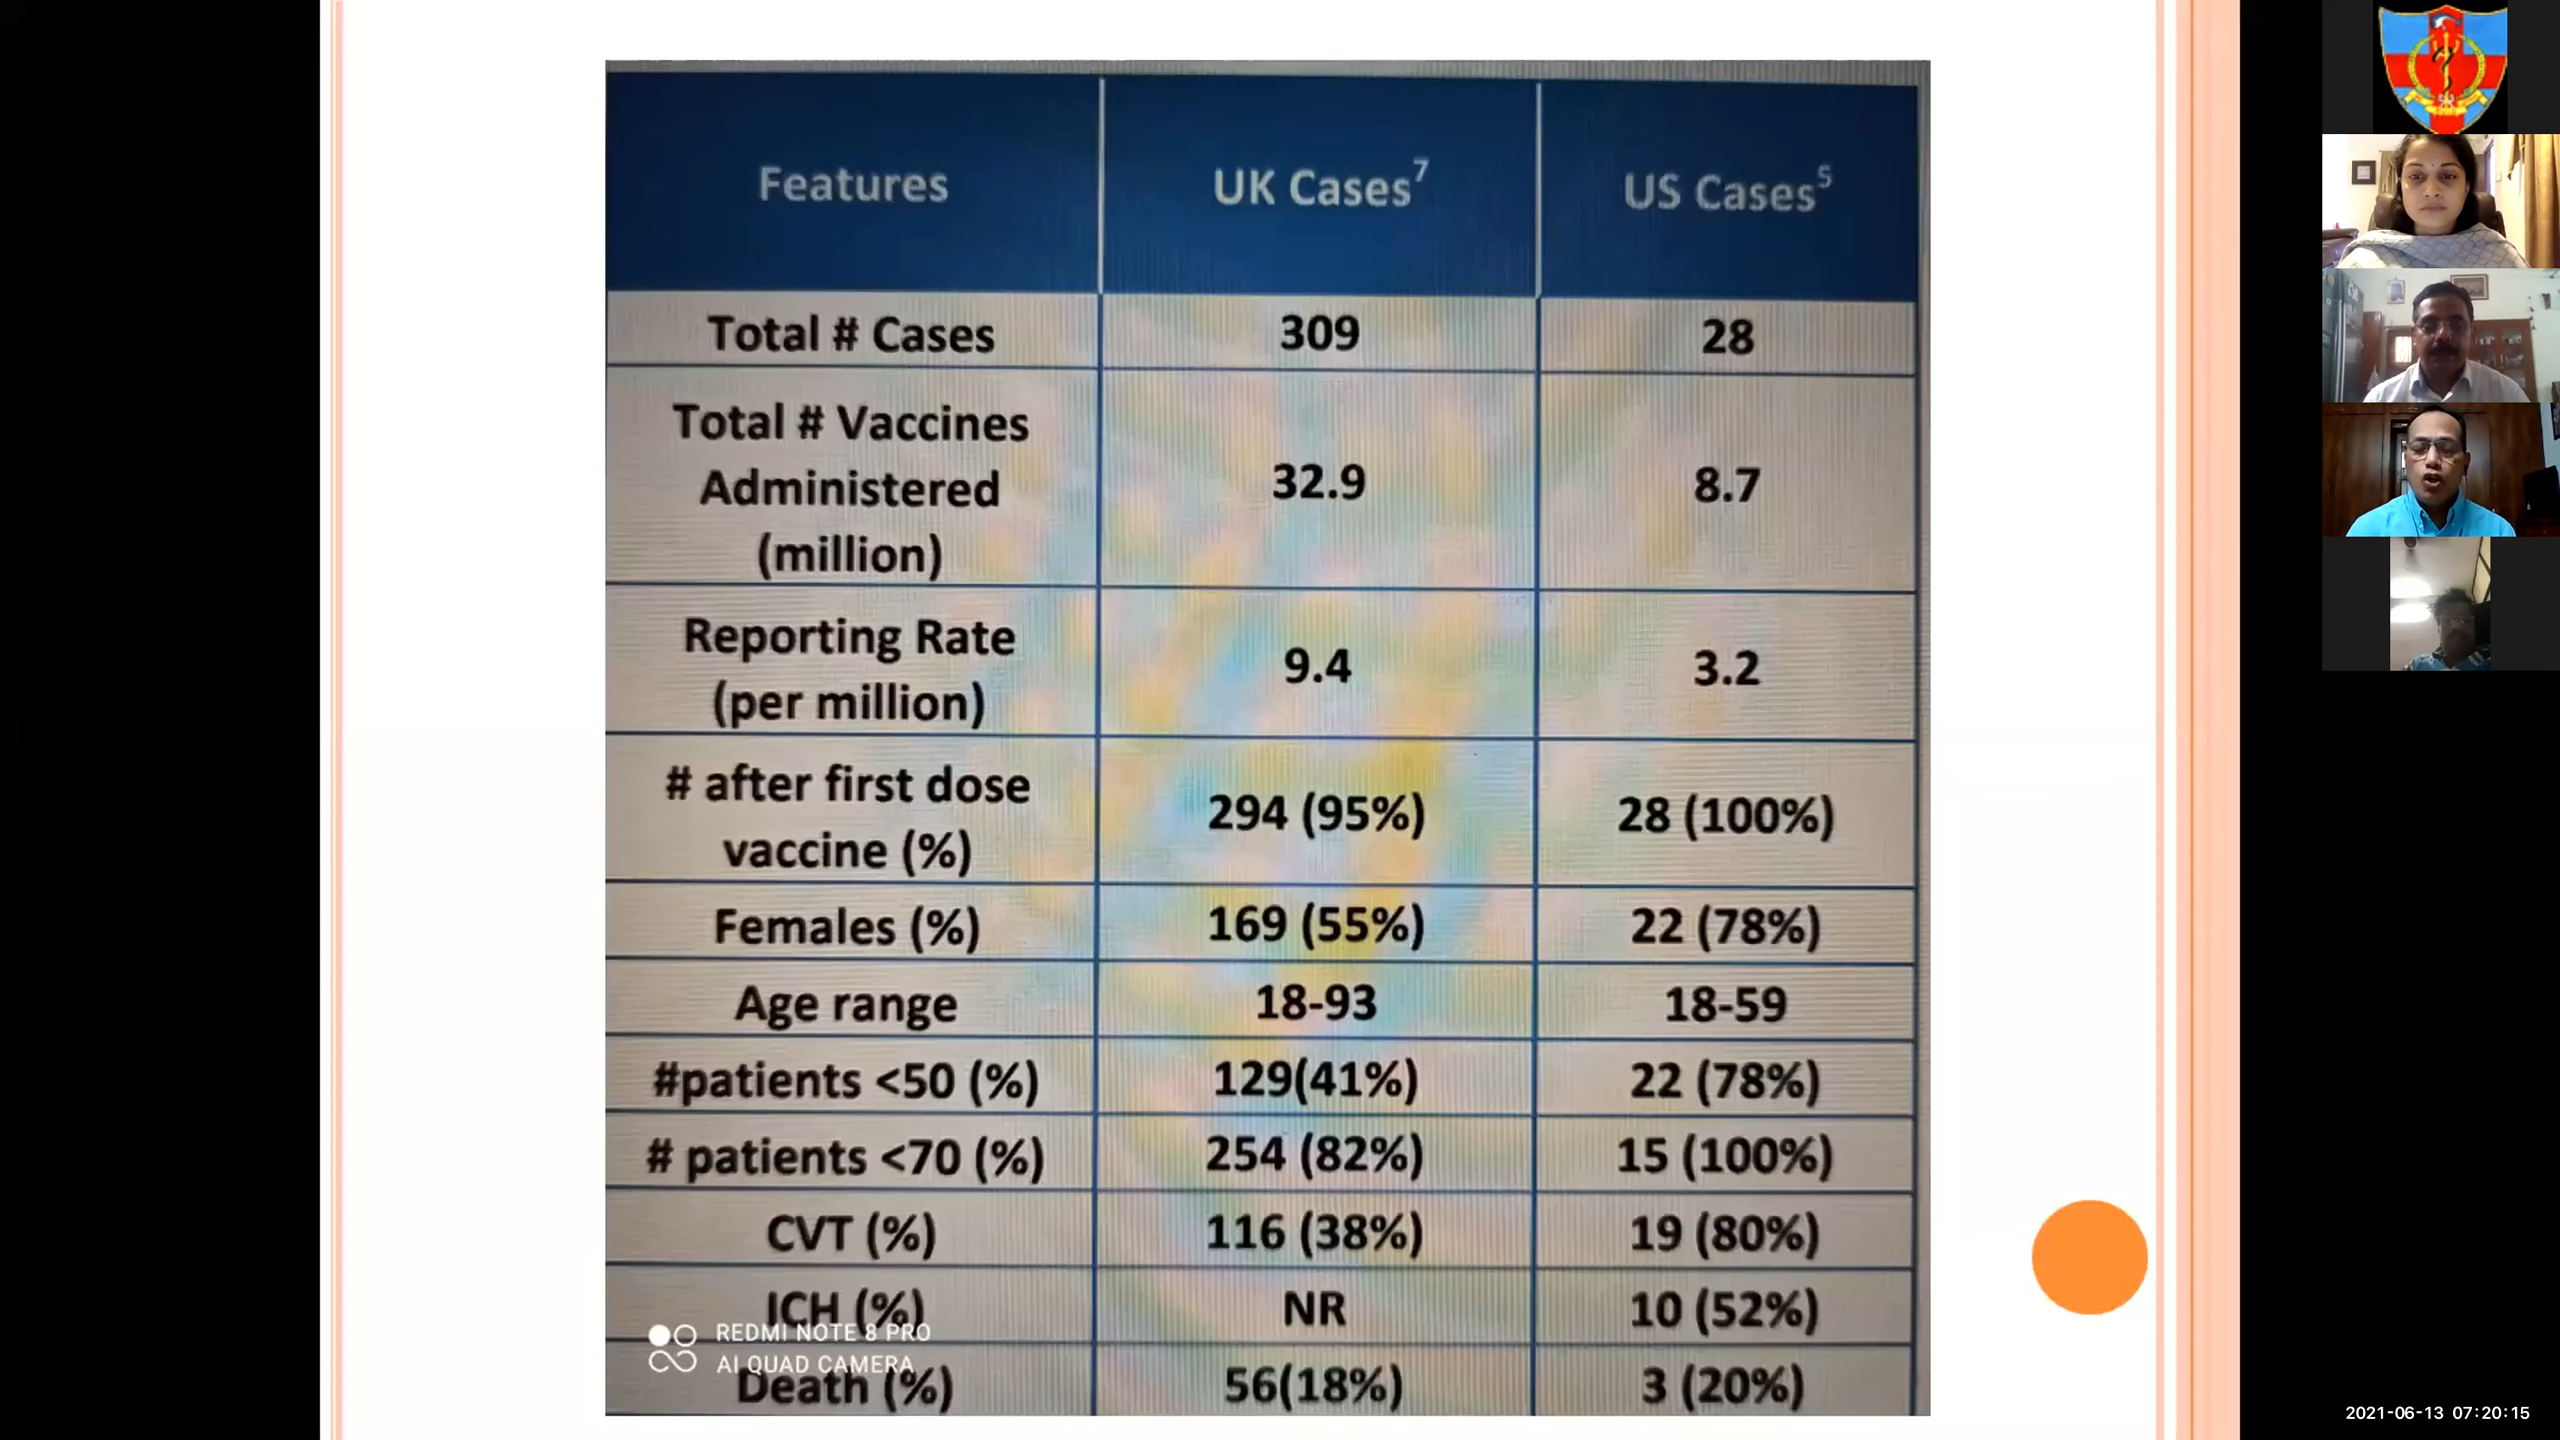 Features UK Cases⁷ US Cases⁵
Total # Cases 309 28
Total # Vaccines
Administered 32.9 8.7
(million)
Reporting Rate
(per million) 9.4 3.2
# after first dose
vaccine (%) 294 (95%) 28 (100%)
Females (%) 169 (55%) 22 (78%)
Age range 18-93 18-59
#patients <50 (%) 129(41%) 22 (78%)
# patients <70 (%) 254 (82%) 15 (100%)
CVT (%) 116 (38%) 19 (80%)
ICH (%) NR 10 (52%)
REDMI NOTE 8 PRO
AI QUAD CAMERA
Death (%) 56(18%) 3 (20%)
2021-06-13 07:20:15